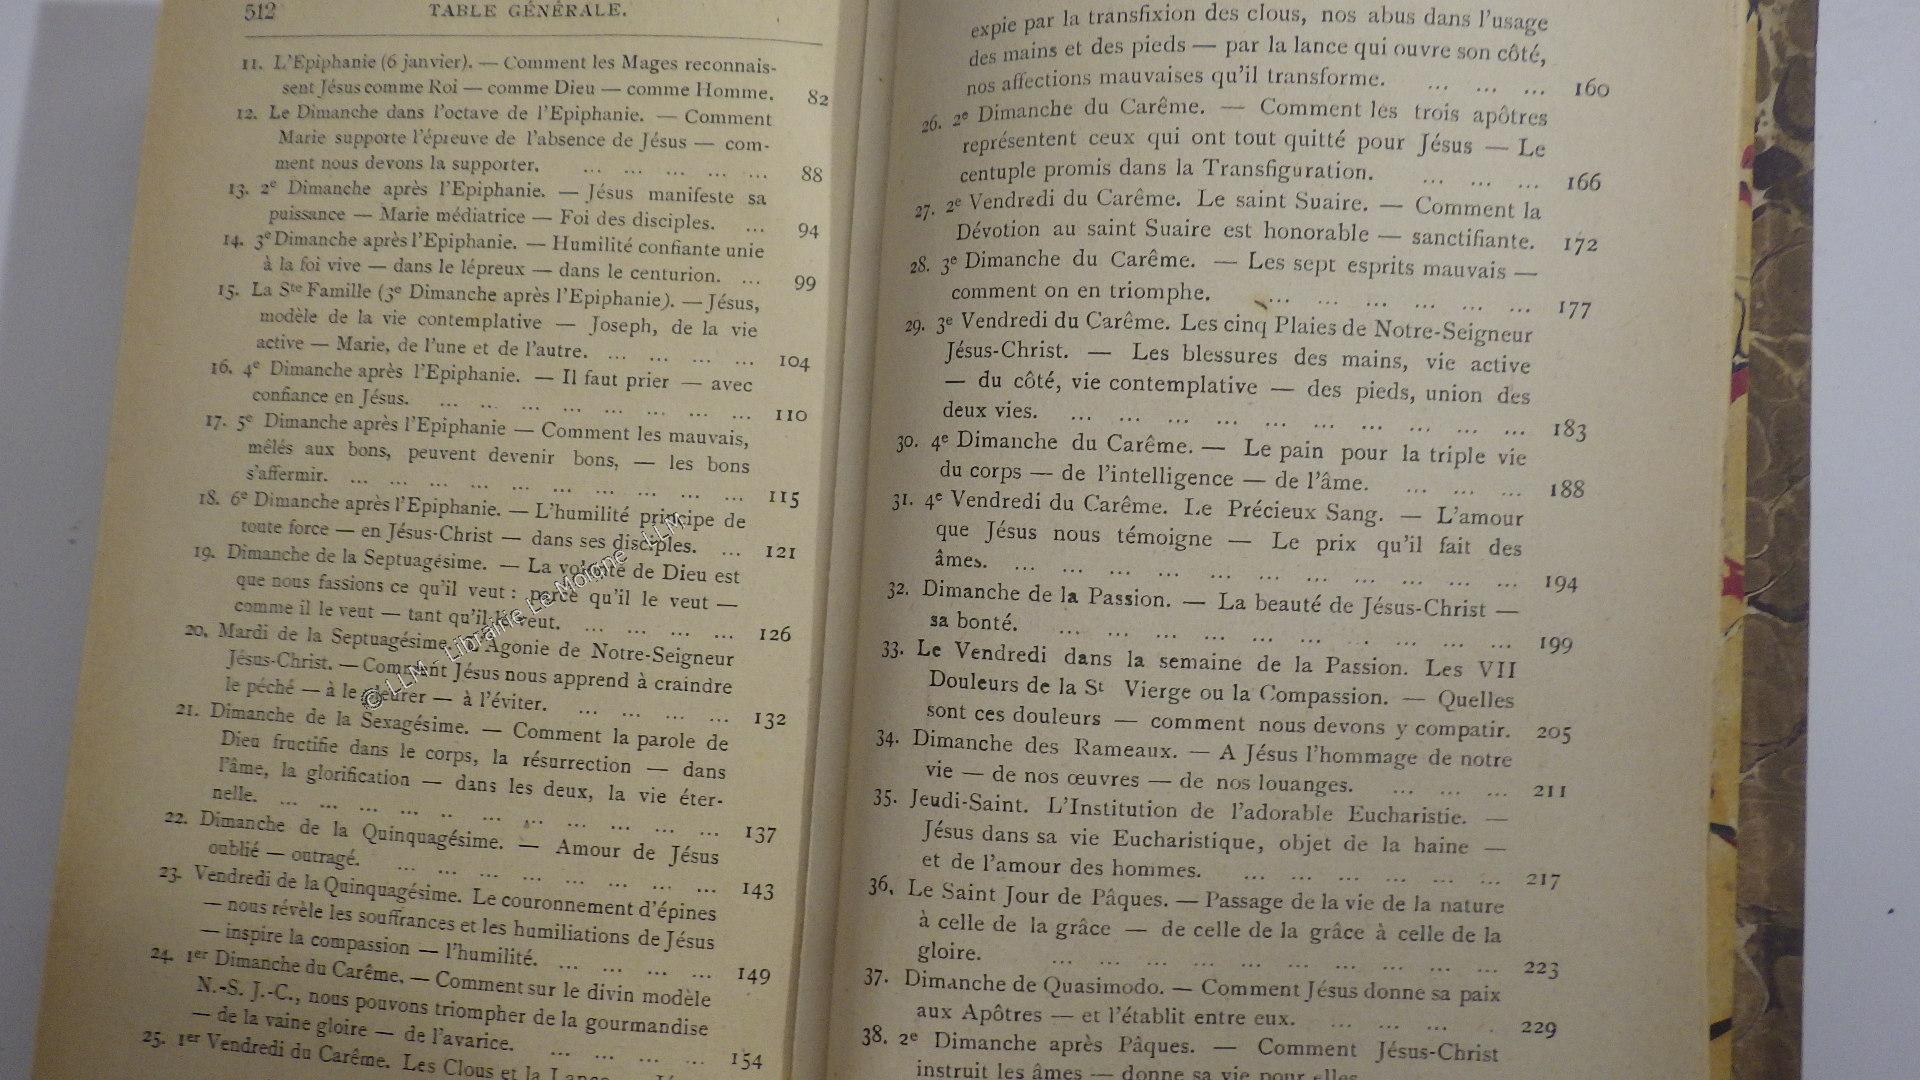 512
TABLE GÉNÉRALE.
11. L'Epiphanie (6 janvier). — Comment les Mages reconnais-
sent Jésus comme Roi — comme Dieu — comme Homme. 82
12. Le Dimanche dans l'octave de l'Epiphanie. — Comment
Marie supporte l'épreuve de l'absence de Jésus — com-
ment nous devons la supporter. ... ... ... ... ... 88
13. 2e Dimanche après l'Epiphanie. — Jésus manifeste sa
puissance — Marie médiatrice — Foi des disciples. ... 94
14. 3e Dimanche après l'Epiphanie. — Humilité confiante unie
à la foi vive — dans le lépreux — dans le centurion. ... 99
15. La Ste Famille (3e Dimanche après l'Epiphanie). — Jésus,
modèle de la vie contemplative — Joseph, de la vie
active — Marie, de l'une et de l'autre. ... ... ... ... 104
16. 4e Dimanche après l'Epiphanie. — Il faut prier — avec
confiance en Jésus. ... ... ... ... ... ... ... ... 110
17. 5e Dimanche après l'Epiphanie — Comment les mauvais,
mêlés aux bons, peuvent devenir bons, — les bons
s'affermir. ... ... ... ... ... ... ... ... ... ... 115
18. 6e Dimanche après l'Epiphanie. — L'humilité principe de
toute force — en Jésus-Christ — dans ses disciples. ... 121
19. Dimanche de la Septuagésime. — La volonté de Dieu est
que nous fassions ce qu'il veut : parce qu'il le veut —
comme il le veut — tant qu'il le veut. ... ... ... ... 126
20. Mardi de la Septuagésime. L'Agonie de Notre-Seigneur
Jésus-Christ. — Comment Jésus nous apprend à craindre
le péché — à le pleurer — à l'éviter. ... ... ... ... 132
21. Dimanche de la Sexagésime. — Comment la parole de
Dieu fructifie dans le corps, la résurrection — dans
l'âme, la glorification — dans les deux, la vie éter-
nelle. ... ... ... ... ... ... ... ... ... ... ... 137
22. Dimanche de la Quinquagésime. — Amour de Jésus
oublié — outragé. ... ... ... ... ... ... ... ... 143
23. Vendredi de la Quinquagésime. Le couronnement d'épines
— nous révèle les souffrances et les humiliations de Jésus
— inspire la compassion — l'humilité. ... ... ... ... 149
24. 1er Dimanche du Carême. — Comment sur le divin modèle
N.-S. J.-C., nous pouvons triompher de la gourmandise
— de la vaine gloire — de l'avarice. ... ... ... ... 154
25. 1er Vendredi du Carême. Les Clous et la Lance
© LLM Librairie Le Moigne LLM
expie par la transfixion des clous, nos abus dans l'usage
des mains et des pieds — par la lance qui ouvre son côté,
nos affections mauvaises qu'il transforme. ... ... ... 160
26. 2e Dimanche du Carême. — Comment les trois apôtres
représentent ceux qui ont tout quitté pour Jésus — Le
centuple promis dans la Transfiguration. ... ... ... 166
27. 2e Vendredi du Carême. Le saint Suaire. — Comment la
Dévotion au saint Suaire est honorable — sanctifiante. 172
28. 3e Dimanche du Carême. — Les sept esprits mauvais —
comment on en triomphe. ... ... ... ... ... ... 177
29. 3e Vendredi du Carême. Les cinq Plaies de Notre-Seigneur
Jésus-Christ. — Les blessures des mains, vie active
— du côté, vie contemplative — des pieds, union des
deux vies. ... ... ... ... ... ... ... ... ... ... 183
30. 4e Dimanche du Carême. — Le pain pour la triple vie
du corps — de l'intelligence — de l'âme. ... ... ... 188
31. 4e Vendredi du Carême. Le Précieux Sang. — L'amour
que Jésus nous témoigne — Le prix qu'il fait des
âmes. ... ... ... ... ... ... ... ... ... ... ... 194
32. Dimanche de la Passion. — La beauté de Jésus-Christ —
sa bonté. ... ... ... ... ... ... ... ... ... ... 199
33. Le Vendredi dans la semaine de la Passion. Les VII
Douleurs de la St Vierge ou la Compassion. — Quelles
sont ces douleurs — comment nous devons y compatir. 205
34. Dimanche des Rameaux. — A Jésus l'hommage de notre
vie — de nos œuvres — de nos louanges. ... ... ... 211
35. Jeudi-Saint. L'Institution de l'adorable Eucharistie. —
Jésus dans sa vie Eucharistique, objet de la haine —
et de l'amour des hommes. ... ... ... ... ... ... 217
36. Le Saint Jour de Pâques. — Passage de la vie de la nature
à celle de la grâce — de celle de la grâce à celle de la
gloire. ... ... ... ... ... ... ... ... ... ... 223
37. Dimanche de Quasimodo. — Comment Jésus donne sa paix
aux Apôtres — et l'établit entre eux. ... ... ... . 229
38. 2e Dimanche après Pâques. — Comment Jésus-Christ
instruit les âmes — donne sa vie pour elles